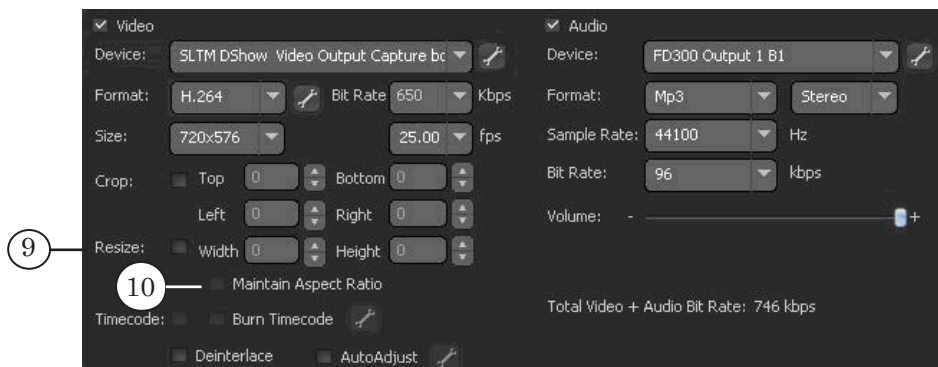 Video
Device: SLTM DShow Video Output Capture bc
Format: H.264 Bit Rate 650 Kbps
Size: 720x576 25.00 fps
Crop: Top 0 Bottom 0
Left 0 Right 0
9 Resize: Width 0 Height 0
10 Maintain Aspect Ratio
Timecode: Burn Timecode
Deinterlace AutoAdjust
Audio
Device: FD300 Output 1 B1
Format: Mp3 Stereo
Sample Rate: 44100 Hz
Bit Rate: 96 kbps
Volume: - +
Total Video + Audio Bit Rate: 746 kbps